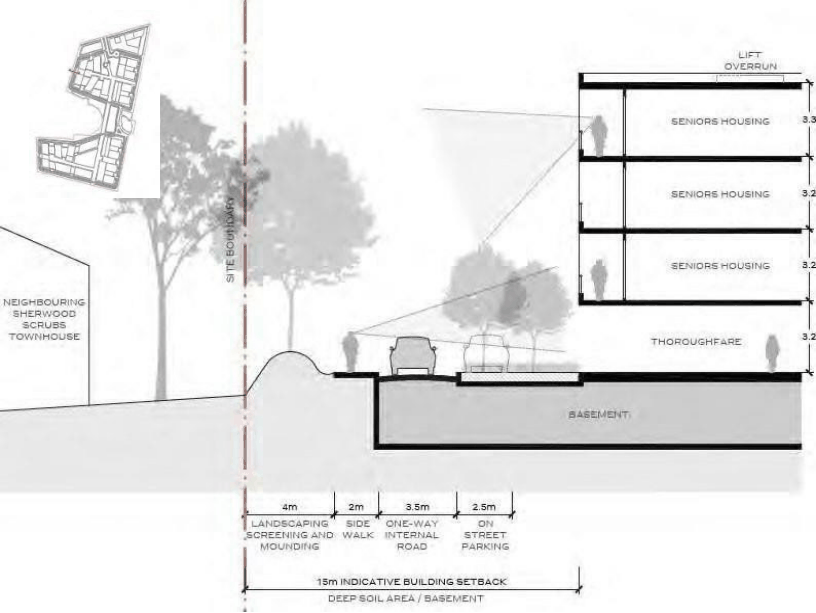 LIFT
OVERRUN
SENIORS HOUSING
3.3
SENIORS HOUSING
3.2
SITE BOUNDARY
SENIORS HOUSING
3.2
NEIGHBOURING
SHERWOOD
SCRUBS
TOWNHOUSE
THOROUGHFARE
3.2
BASEMENT
4m
2m
3.5m
2.5m
LANDSCAPING
SCREENING AND
MOUNDING
SIDE
WALK
ONE-WAY
INTERNAL
ROAD
ON
STREET
PARKING
15m INDICATIVE BUILDING SETBACK
DEEP SOIL AREA / BASEMENT